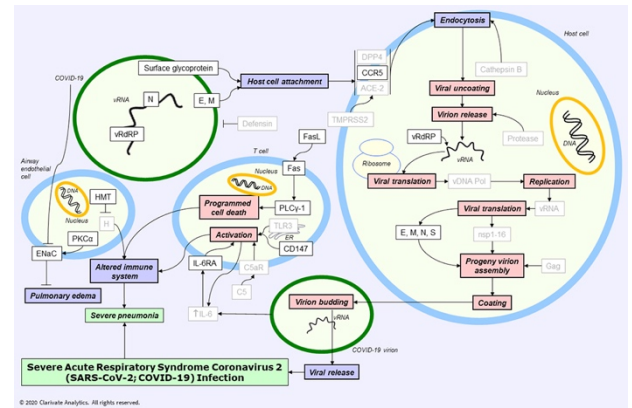 COVID-19
Surface glycoprotein
vRNA
N
E, M
vRdRP
Host cell attachment
Defensin
DPP4
CCR5
ACE-2
TMPRSS2
Endocytosis
Host cell
Cathepsin B
Viral uncoating
Virion release
Nucleus
DNA
Protease
vRdRP
vRNA
Ribosome
Viral translation
vDNA Pol
Replication
Viral translation
vRNA
E, M, N, S
nsp1-16
Progeny virion
assembly
Gag
Coating
T cell
FasL
Fas
Nucleus
DNA
Programmed
cell death
PLCγ-1
Activation
TLR3
ER
CD147
IL-6RA
C5aR
C5
↑IL-6
Airway
endothelial
cell
DNA
Nucleus
HMT
H
PKCα
ENaC
Altered immune
system
Pulmonary edema
Severe pneumonia
Virion budding
vRNA
COVID-19 virion
Viral release
Severe Acute Respiratory Syndrome Coronavirus 2
(SARS-CoV-2; COVID-19) Infection
© 2020 Clarivate Analytics. All rights reserved.